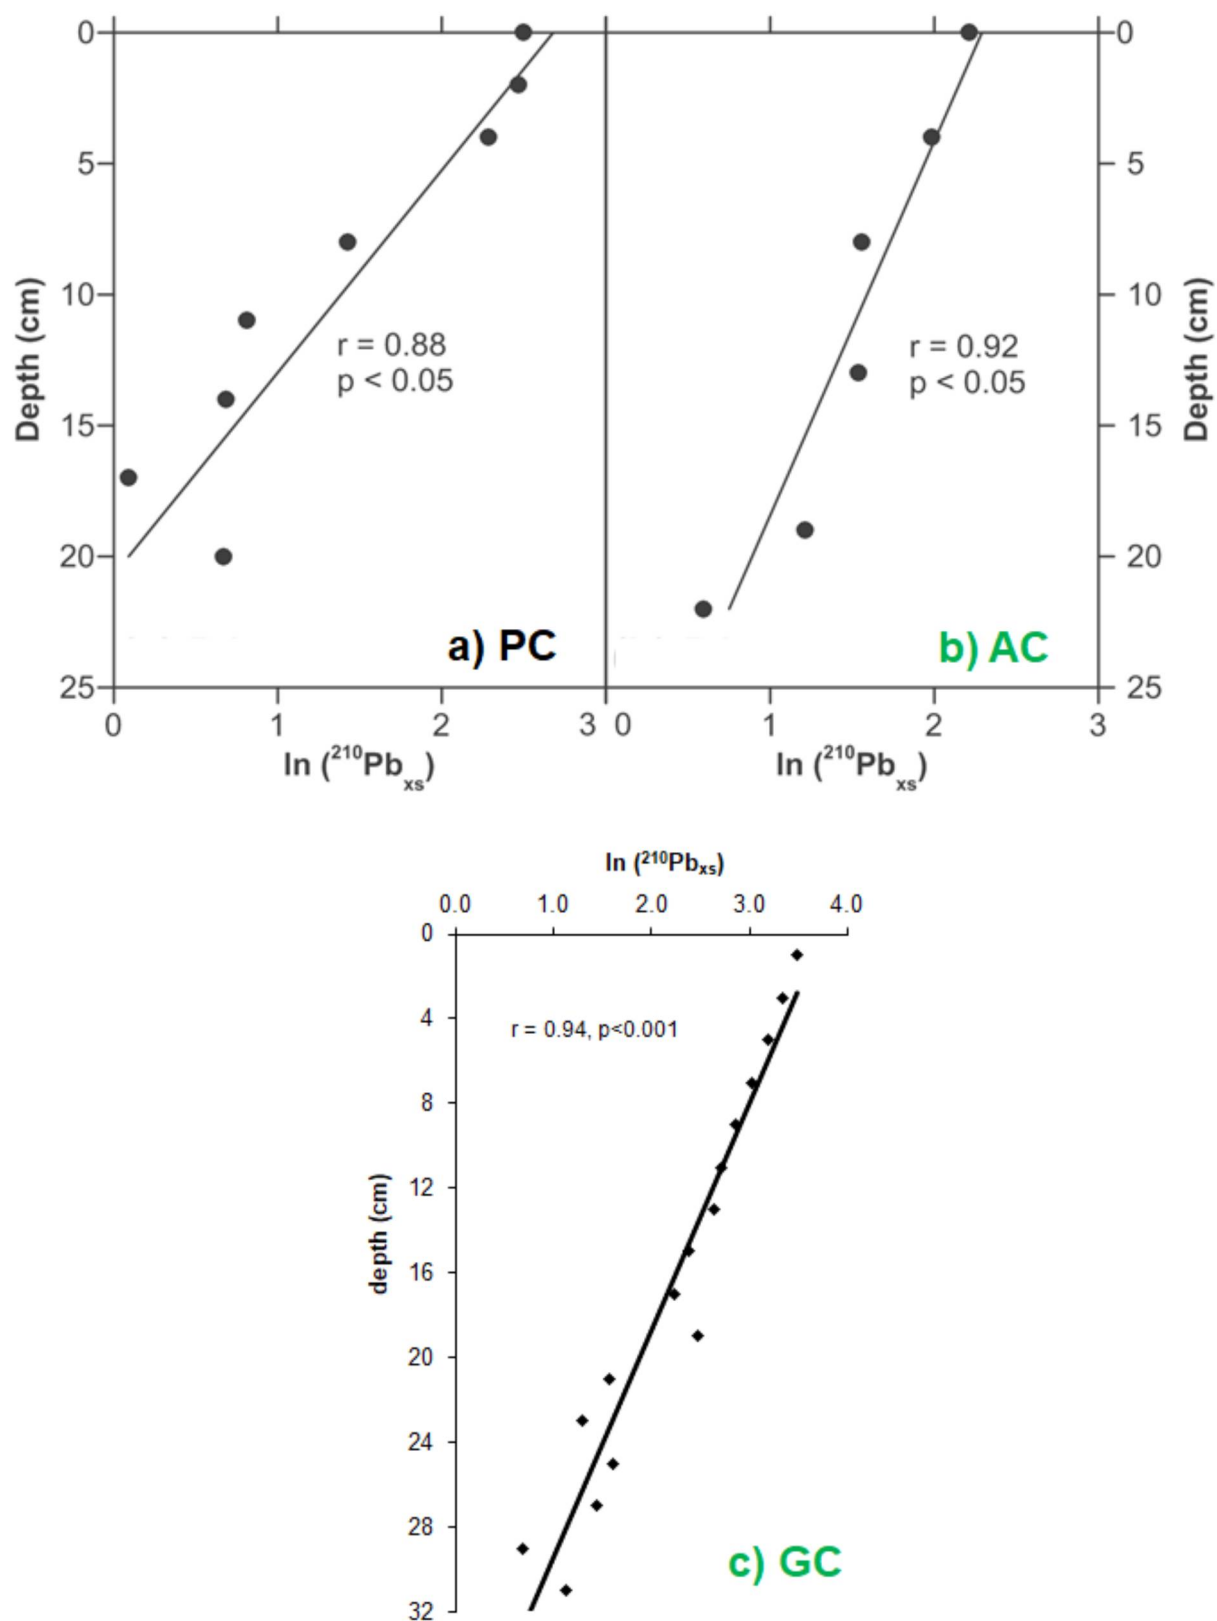 0
5
10
15
20
25
Depth (cm)
r = 0.88
p < 0.05
a) PC
0 1 2 3
ln (²¹⁰Pbₓₛ)
0
5
10
15
20
25
Depth (cm)
r = 0.92
p < 0.05
b) AC
0 1 2 3
ln (²¹⁰Pbₓₛ)
ln (²¹⁰Pbₓₛ)
0.0 1.0 2.0 3.0 4.0
0
4
8
12
16
20
24
28
32
depth (cm)
r = 0.94, p<0.001
c) GC